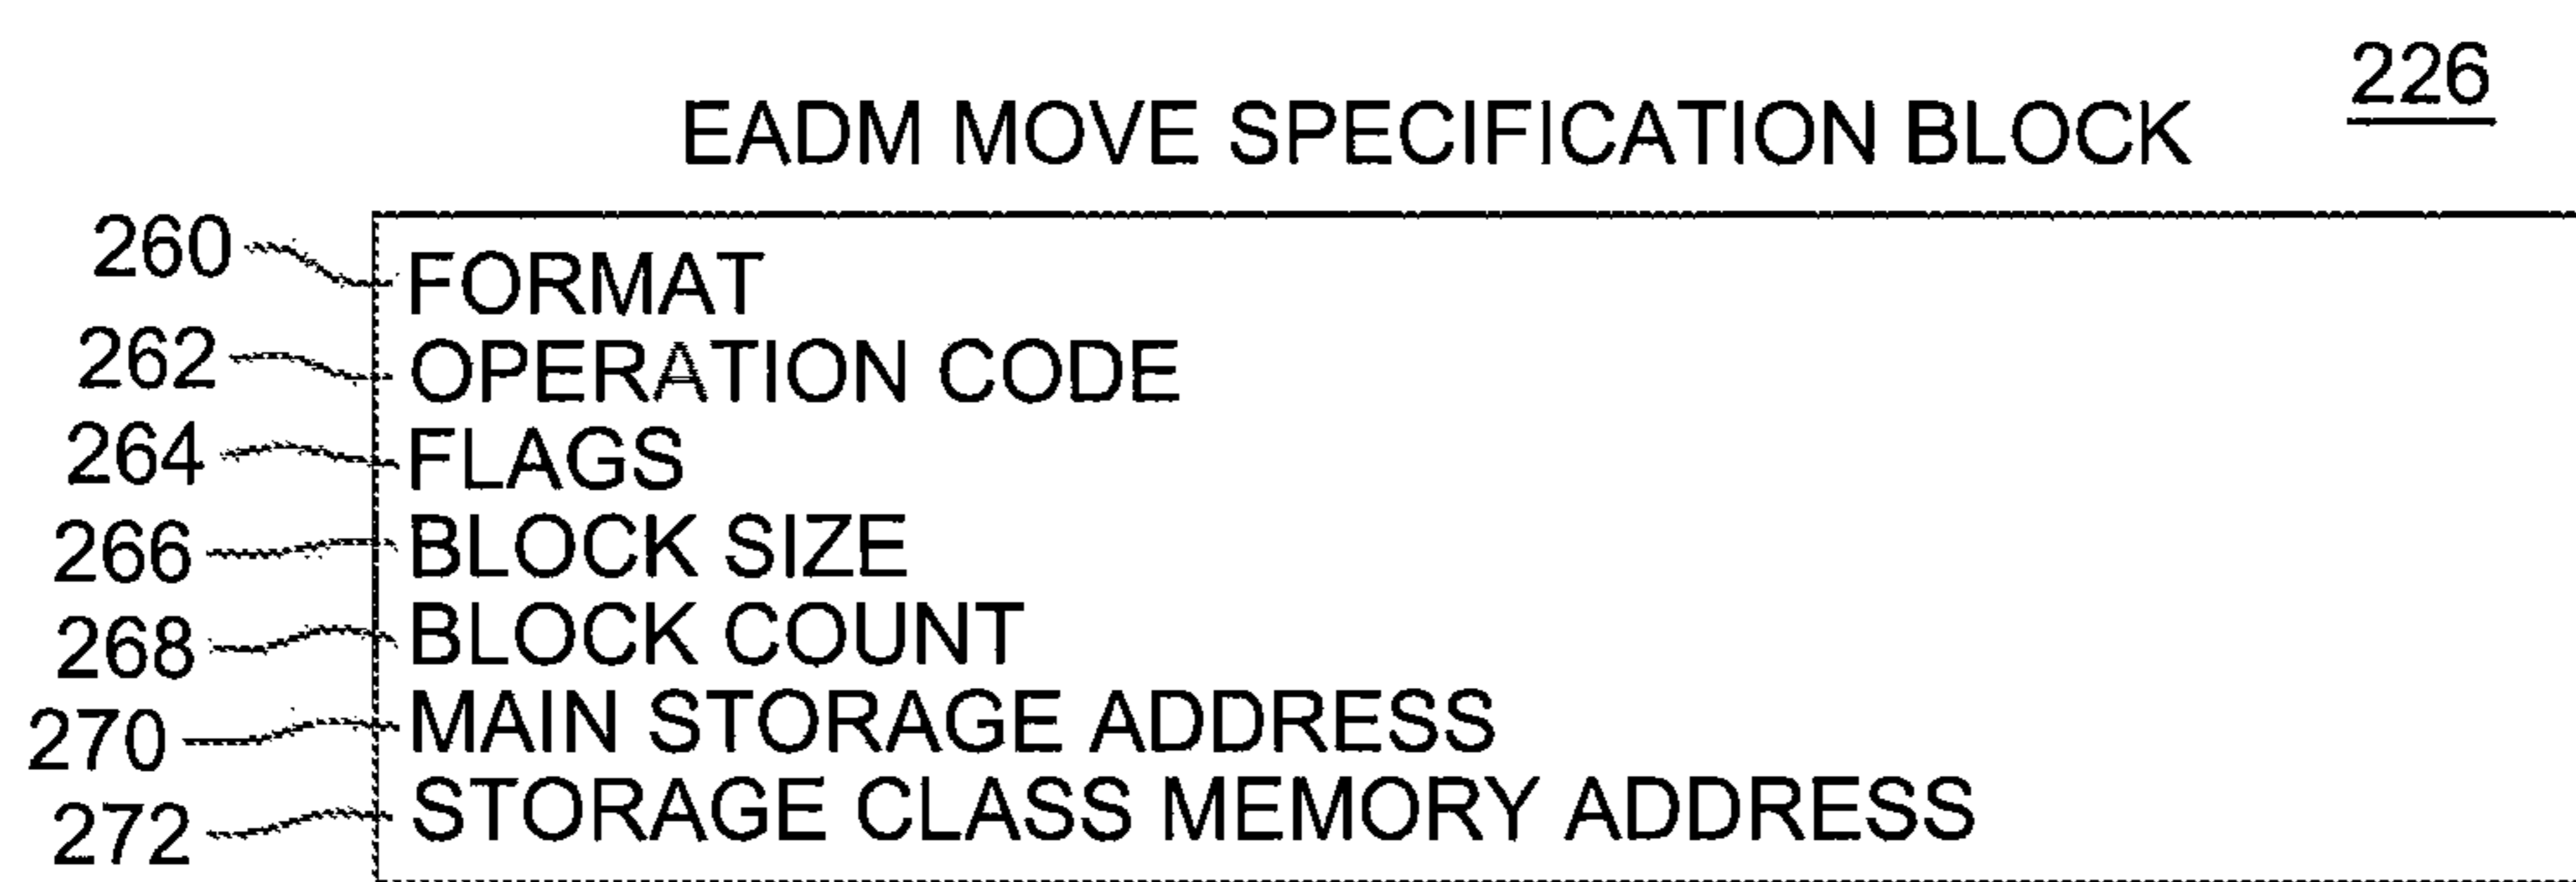 226
EADM MOVE SPECIFICATION BLOCK
260 FORMAT
262 OPERATION CODE
264 FLAGS
266 BLOCK SIZE
268 BLOCK COUNT
270 MAIN STORAGE ADDRESS
272 STORAGE CLASS MEMORY ADDRESS